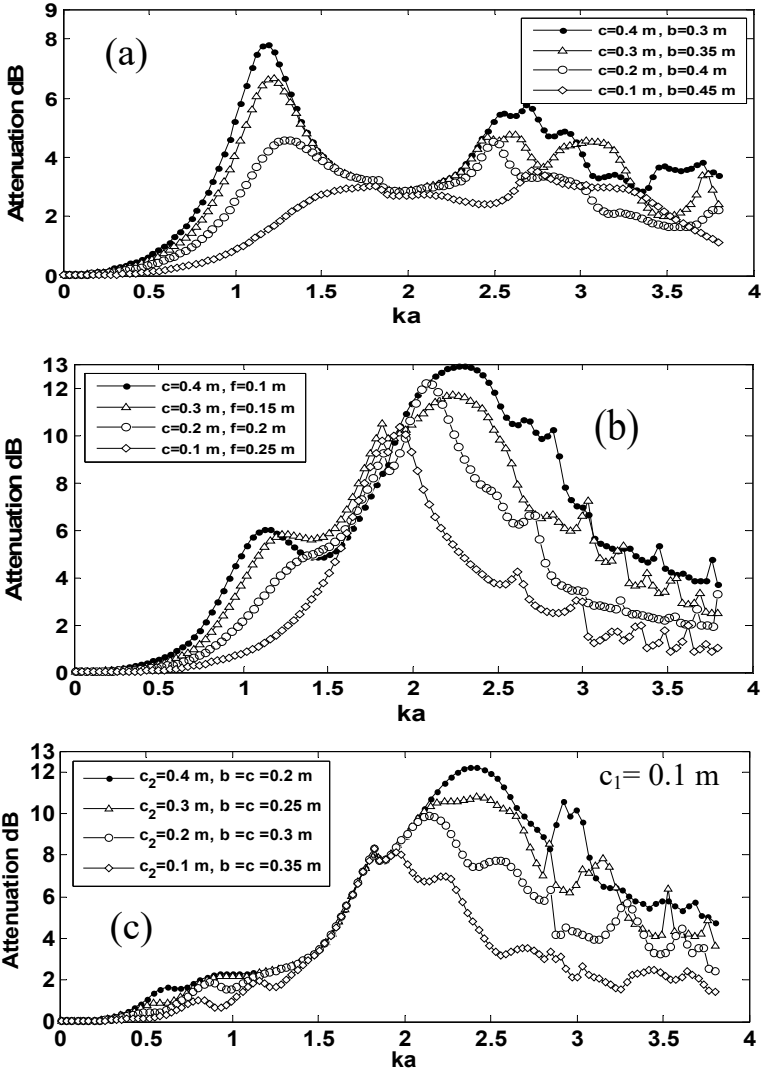 9
8
6
4
2
0
Attenuation dB
(a)
c=0.4 m , b=0.3 m
c=0.3 m , b=0.35 m
c=0.2 m , b=0.4 m
c=0.1 m , b=0.45 m
0 0.5 1 1.5 2 2.5 3 3.5 4
ka
13
12
10
8
6
4
2
0
Attenuation dB
c=0.4 m , f=0.1 m
c=0.3 m , f=0.15 m
c=0.2 m , f=0.2 m
c=0.1 m , f=0.25 m
(b)
0 0.5 1 1.5 2 2.5 3 3.5 4
ka
13
12
10
8
6
4
2
0
Attenuation dB
c2=0.4 m, b =c =0.2 m
c2=0.3 m, b =c =0.25 m
c2=0.2 m, b =c =0.3 m
c2=0.1 m, b =c =0.35 m
c1= 0.1 m
(c)
0 0.5 1 1.5 2 2.5 3 3.5 4
ka